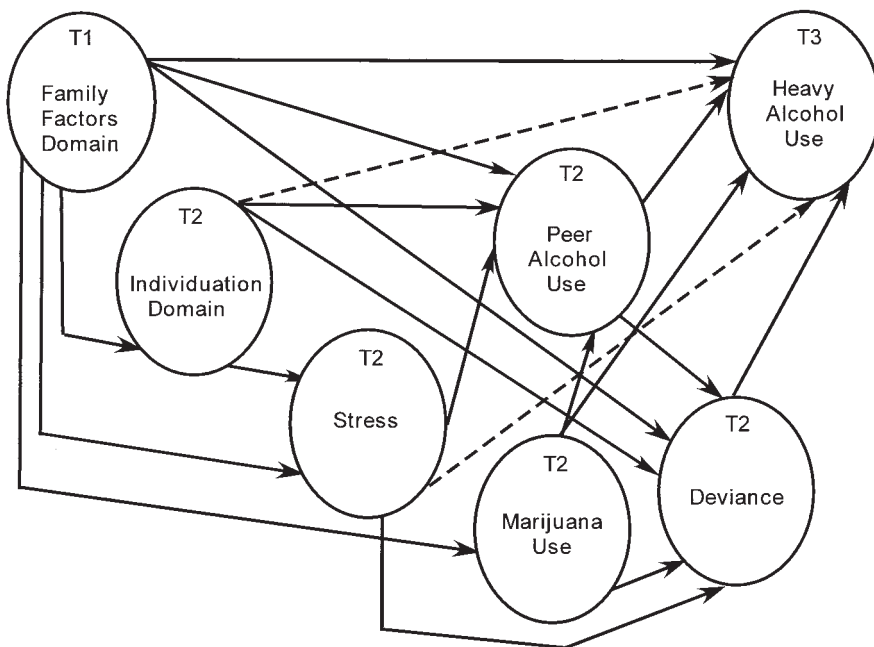 T1
Family
Factors
Domain
T3
Heavy
Alcohol
Use
T2
Peer
Alcohol
Use
T2
Individuation
Domain
T2
Stress
T2
Marijuana
Use
T2
Deviance